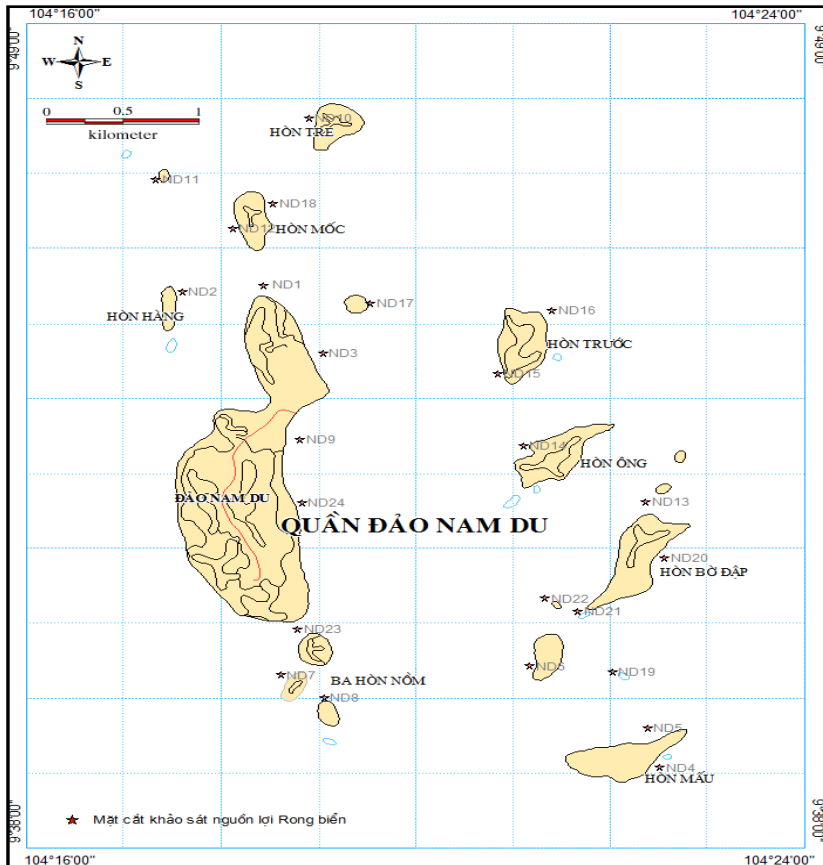 104°16'00"
104°24'00"
9°49'00"
9°49'00"
N
W
E
S
0
0.5
1
kilometer
ND10
HÒN TRE
ND11
ND18
ND12
HÒN MỐC
ND1
ND2
ND17
ND16
HÒN HÀNG
HÒN TRƯỚC
ND3
ND15
ND9
ND14
HÒN ÔNG
ĐẢO NAM DU
ND24
ND13
QUẦN ĐẢO NAM DU
ND20
HÒN BỜ ĐẬP
ND22
ND21
ND23
ND7
BA HÒN NỒM
ND19
ND8
ND5
ND4
HÒN MẤU
Mặt cắt khảo sát nguồn lợi Rong biển
9°38'00"
9°38'00"
104°16'00"
104°24'00"